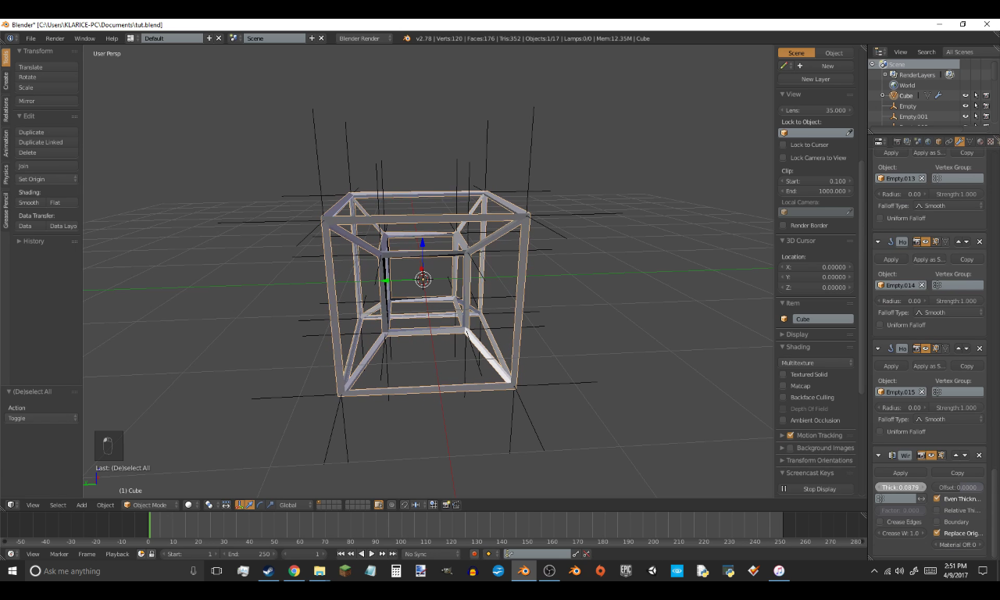 Blender* [C:\Users\KLARICE-PC\Documents\tut.blend]
File Render Window Help Default Scene Blender Render v2.78 | Verts:120 | Faces:176 | Tris:352 | Objects:1/17 | Lamps:0/0 | Mem:12.35M | Cube
Tools
Create
Relations
Animation
Physics
Grease Pencil
Transform
Translate
Rotate
Scale
Mirror
Edit
Duplicate
Duplicate Linked
Delete
Join
Set Origin
Shading:
Smooth Flat
Data Transfer:
Data Data Layo
History
(De)select All
Action
Toggle
User Persp
Last: (De)select All
(1) Cube
Scene Object
New
New Layer
View
Lens: 35.000
Lock to Object:
Lock to Cursor
Lock Camera to View
Clip:
Start: 0.100
End: 1000.000
Local Camera:
Render Border
3D Cursor
Location:
X: 0.00000
Y: 0.00000
Z: 0.00000
Item
Cube
Display
Shading
Multitexture
Textured Solid
Matcap
Backface Culling
Depth Of Field
Ambient Occlusion
Motion Tracking
Background Images
Transform Orientations
Screencast Keys
Stop Display
View Search All Scenes
Scene
RenderLayers
World
Cube
Empty
Empty.001
Apply Apply as S... Copy
Object: Vertex Group:
Empty.013
Radius: 0.00 Strength:1.000
Falloff Type: Smooth
Uniform Falloff
Ho
Apply Apply as S... Copy
Object: Vertex Group:
Empty.014
Radius: 0.00 Strength:1.000
Falloff Type: Smooth
Uniform Falloff
Ho
Apply Apply as S... Copy
Object: Vertex Group:
Empty.015
Radius: 0.00 Strength:1.000
Falloff Type: Smooth
Uniform Falloff
Wir
Apply Copy
Thick:0.0879 Offset: 0.0000
Even Thickn...
Factor: 0.000 Relative Thi...
Crease Edges Boundary
Crease W: 1.0 Replace Orig...
Material Off: 0
View Select Add Object Object Mode Global
-50 -40 -30 -20 -10 0 10 20 30 40 50 60 70 80 90 100 110 120 130 140 150 160 170 180 190 200 210 220 230 240 250 260 270 280
View Marker Frame Playback Start: 1 End: 250 1 No Sync
Ask me anything
EPIC
GAMES
2:51 PM
4/9/2017